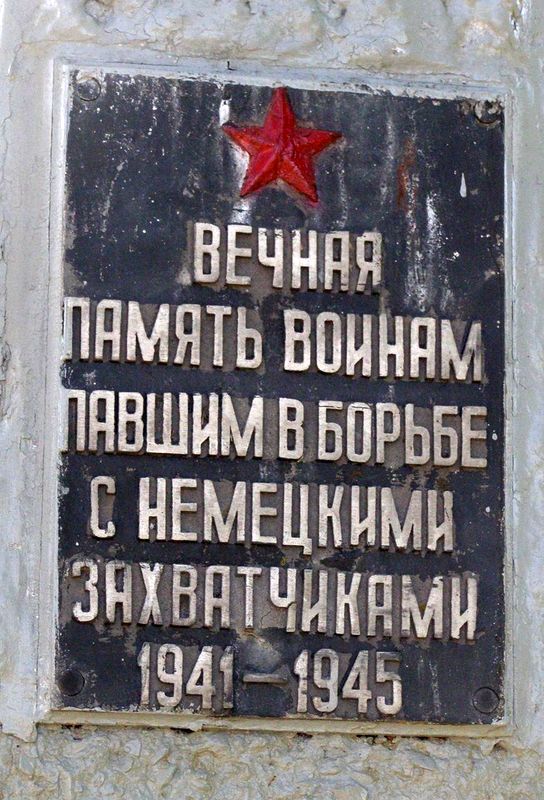 ВЕЧНАЯ
ПАМЯТЬ ВОИНАМ
ПАВШИМ В БОРЬБЕ
С НЕМЕЦКИМИ
ЗАХВАТЧИКАМИ
1941-1945